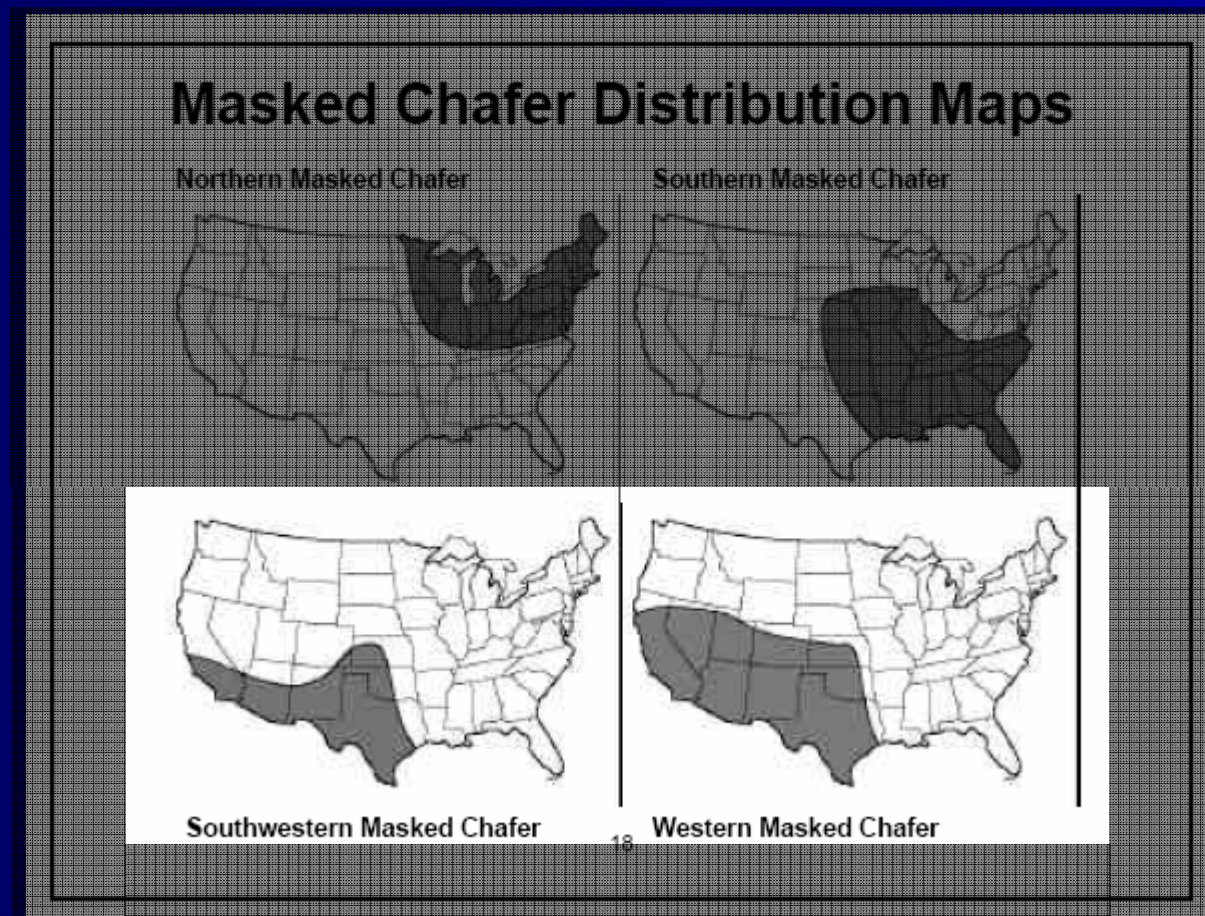 Masked Chafer Distribution Maps
Northern Masked Chafer
Southern Masked Chafer
Southwestern Masked Chafer
Western Masked Chafer
18